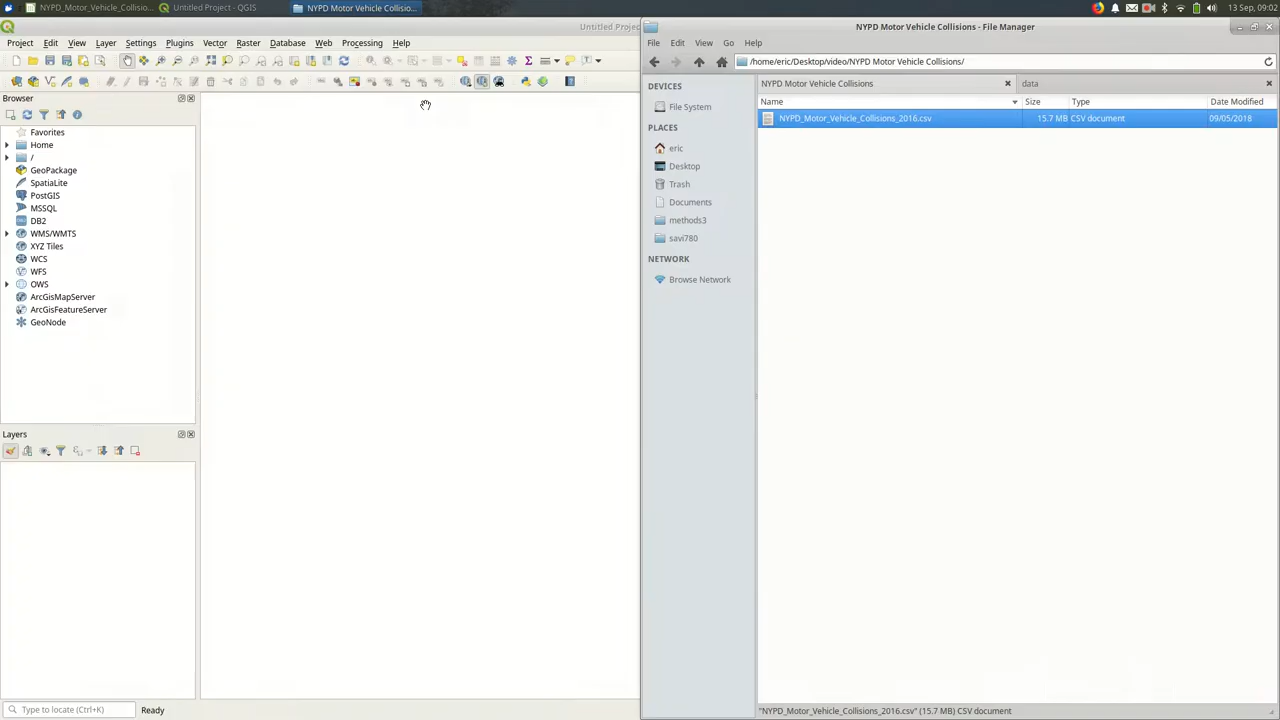 NYPD_Motor_Vehicle_Collisions...
Untitled Project - QGIS
NYPD Motor Vehicle Collisio...
13 Sep, 09:02
Untitled Proje
Project Edit View Layer Settings Plugins Vector Raster Database Web Processing Help
Browser
Favorites
Home
/
GeoPackage
SpatiaLite
PostGIS
MSSQL
DB2
WMS/WMTS
XYZ Tiles
WCS
WFS
OWS
ArcGisMapServer
ArcGisFeatureServer
GeoNode
Layers
Type to locate (Ctrl+K)
Ready
NYPD Motor Vehicle Collisions - File Manager
File Edit View Go Help
/home/eric/Desktop/video/NYPD Motor Vehicle Collisions/
DEVICES
File System
PLACES
eric
Desktop
Trash
Documents
methods3
savi780
NETWORK
Browse Network
NYPD Motor Vehicle Collisions
data
Name Size Type Date Modified
NYPD_Motor_Vehicle_Collisions_2016.csv 15.7 MB CSV document 09/05/2018
"NYPD_Motor_Vehicle_Collisions_2016.csv" (15.7 MB) CSV document